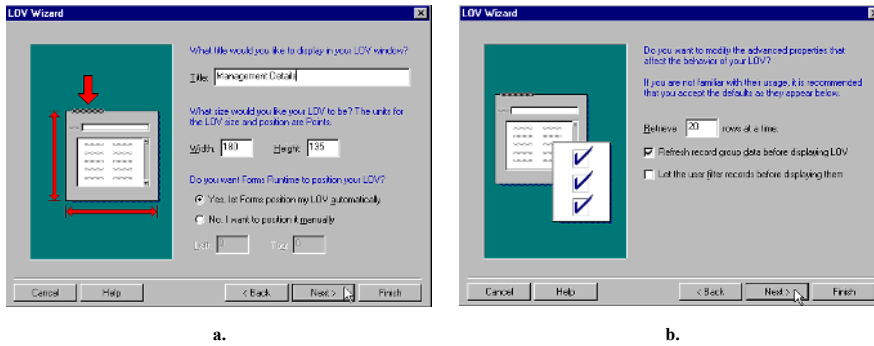 LOV Wizard
What title would you like to display in your LOV window?
Title: Management Details
What size would you like your LOV to be? The units for
the LOV size and position are Points.
Width: 180 Height: 135
Do you want Forms Runtime to position your LOV?
Yes, let Forms position my LOV automatically
No, I want to position it manually
Left: 0 Top: 0
Cancel Help < Back Next > Finish
a.
LOV Wizard
Do you want to modify the advanced properties that
affect the behavior of your LOV?
If you are not familiar with their usage, it is recommended
that you accept the defaults as they appear below.
Retrieve 20 rows at a time.
Refresh record group data before displaying LOV
Let the user filter records before displaying them
Cancel Help < Back Next > Finish
b.